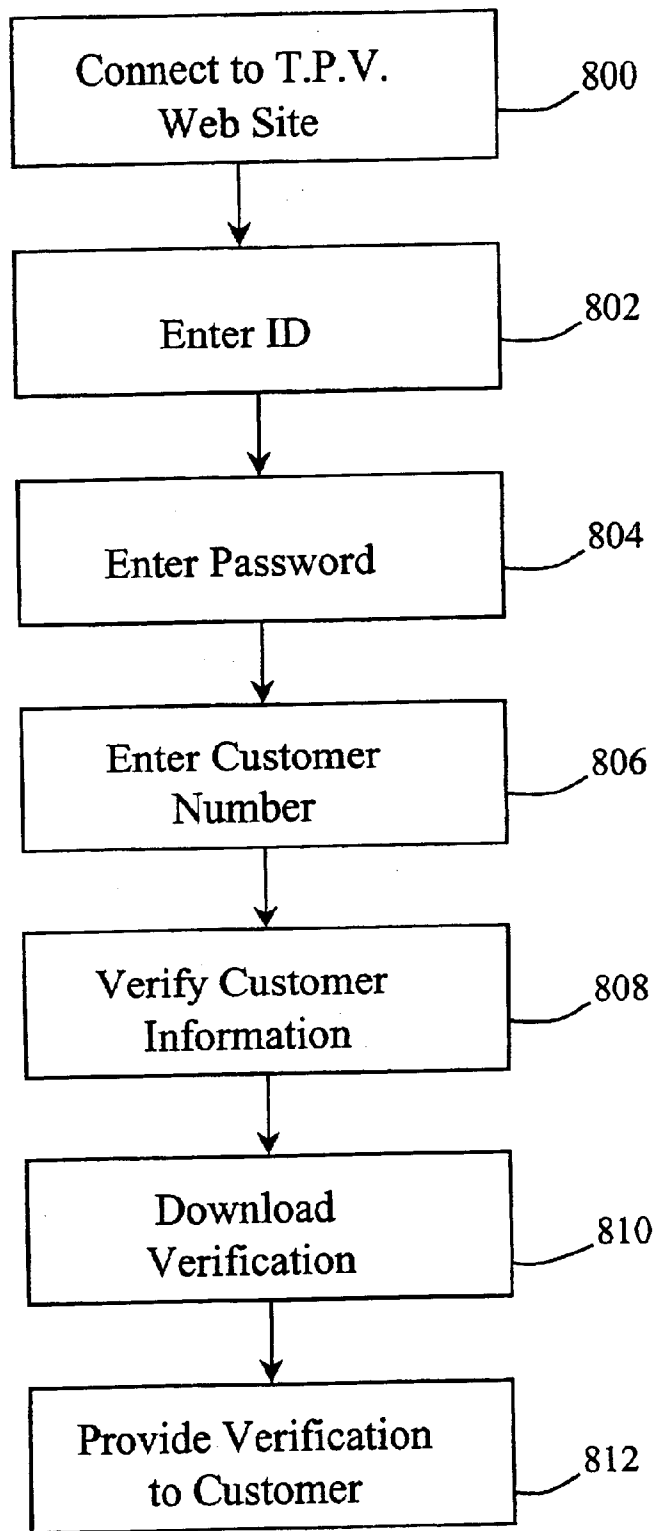 Connect to T.P.V.
Web Site
800
Enter ID
802
Enter Password
804
Enter Customer
Number
806
Verify Customer
Information
808
Download
Verification
810
Provide Verification
to Customer
812